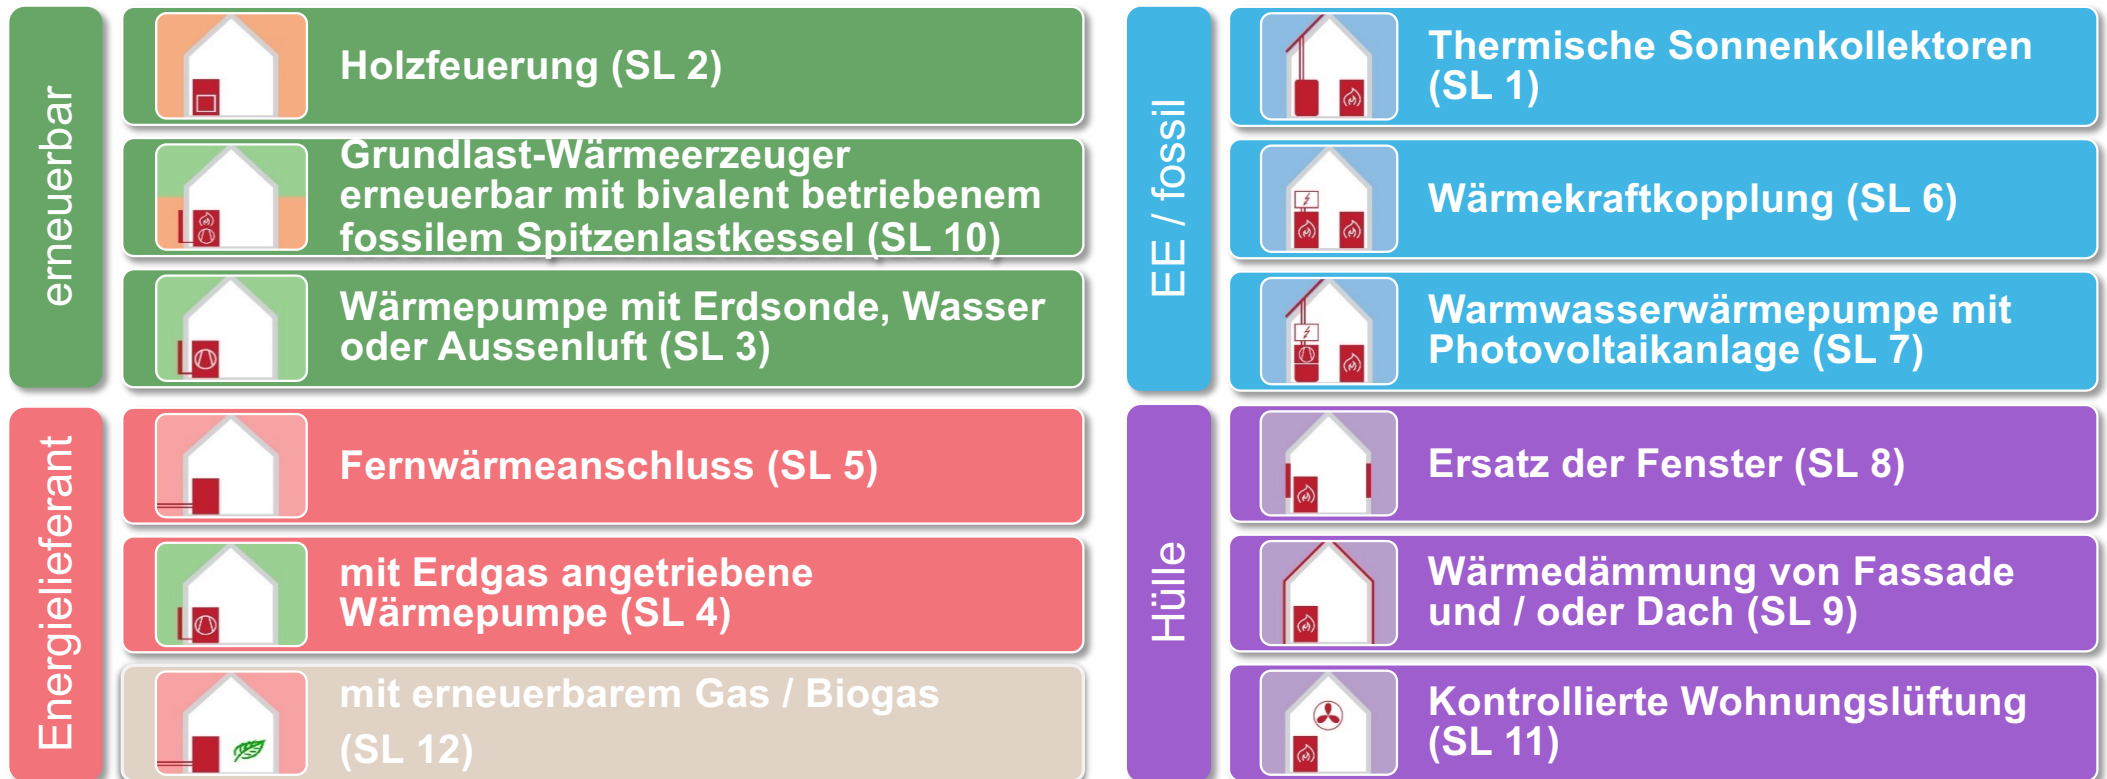 erneuerbar
Holzfeuerung (SL 2)
Grundlast-Wärmeerzeuger
erneuerbar mit bivalent betriebenem
fossilem Spitzenlastkessel (SL 10)
Wärmepumpe mit Erdsonde, Wasser
oder Aussenluft (SL 3)
Energielieferant
Fernwärmeanschluss (SL 5)
mit Erdgas angetriebene
Wärmepumpe (SL 4)
mit erneuerbarem Gas / Biogas
(SL 12)
EE / fossil
Thermische Sonnenkollektoren
(SL 1)
Wärmekraftkopplung (SL 6)
Warmwasserwärmepumpe mit
Photovoltaikanlage (SL 7)
Hülle
Ersatz der Fenster (SL 8)
Wärmedämmung von Fassade
und / oder Dach (SL 9)
Kontrollierte Wohnungslüftung
(SL 11)